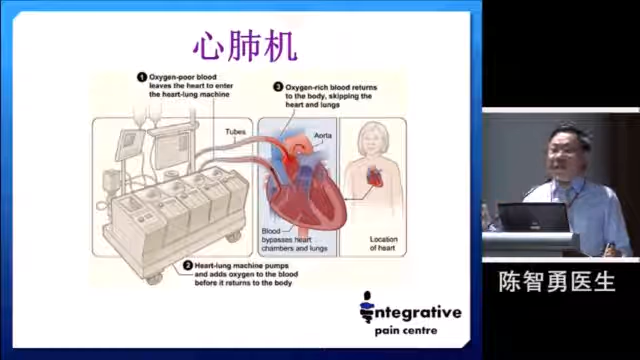 心肺机
1 Oxygen-poor blood
leaves the heart to enter
the heart-lung machine
3 Oxygen-rich blood returns
to the body, skipping the
heart and lungs
Tubes
Aorta
Blood
bypasses heart
chambers and lungs
Location
of heart
2 Heart-lung machine pumps
and adds oxygen to the blood
before it returns to the body
integrative
pain centre
陈智勇医生